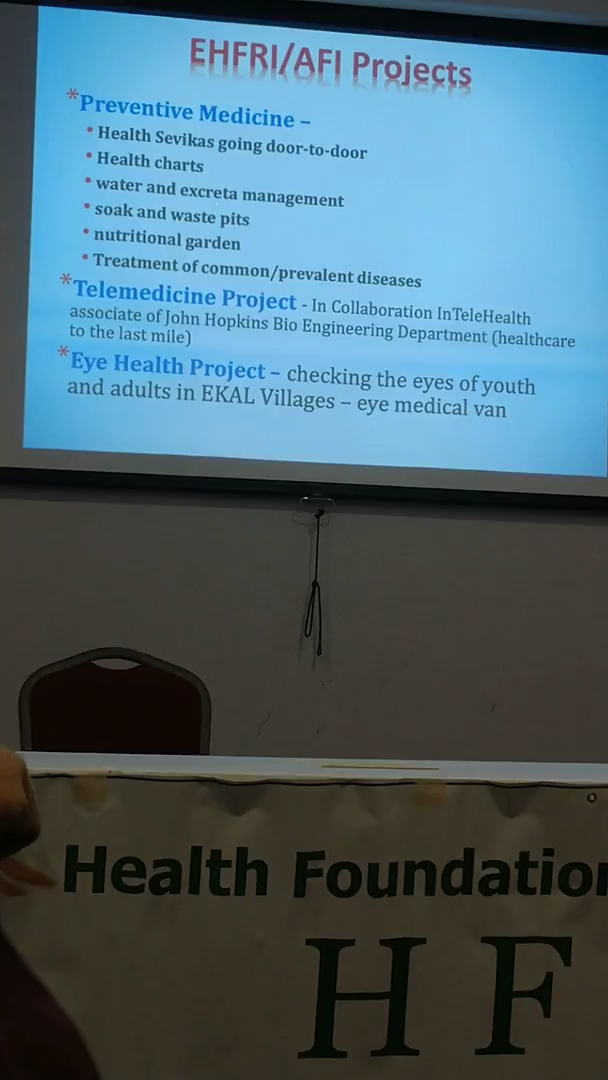 EHFRI/AFI Projects
*Preventive Medicine –
• Health Sevikas going door-to-door
• Health charts
• water and excreta management
• soak and waste pits
• nutritional garden
• Treatment of common/prevalent diseases
*Telemedicine Project - In Collaboration InTeleHealth
associate of John Hopkins Bio Engineering Department (healthcare
to the last mile)
*Eye Health Project – checking the eyes of youth
and adults in EKAL Villages – eye medical van
Health Foundation
H F